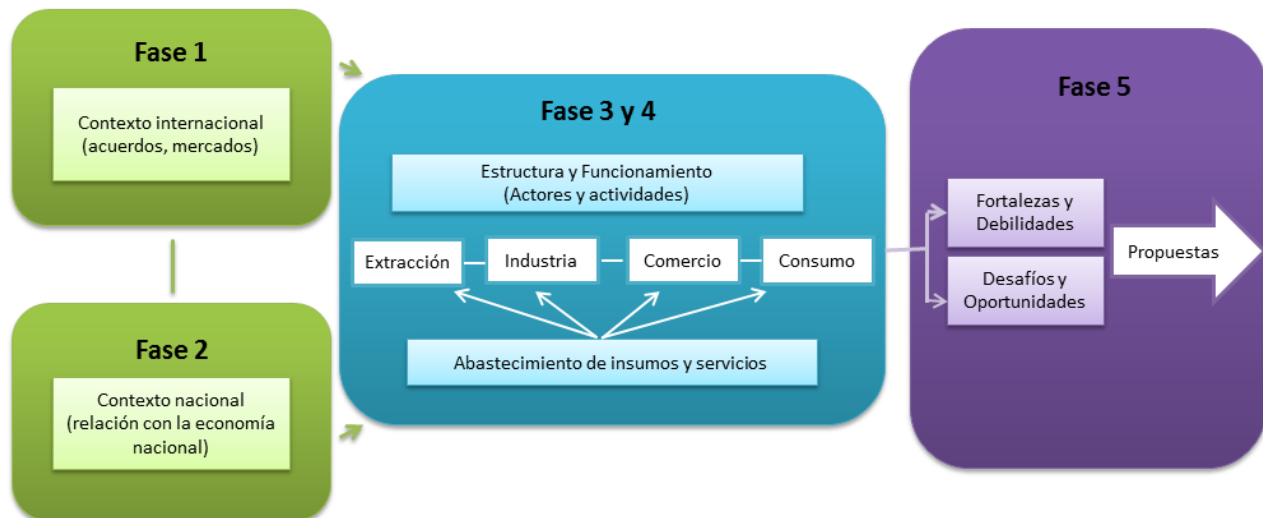 Fase 1
Contexto internacional
(acuerdos, mercados)
Fase 2
Contexto nacional
(relación con la economía
nacional)
Fase 3 y 4
Estructura y Funcionamiento
(Actores y actividades)
Extracción
Industria
Comercio
Consumo
Abastecimiento de insumos y servicios
Fase 5
Fortalezas y
Debilidades
Desafíos y
Oportunidades
Propuestas